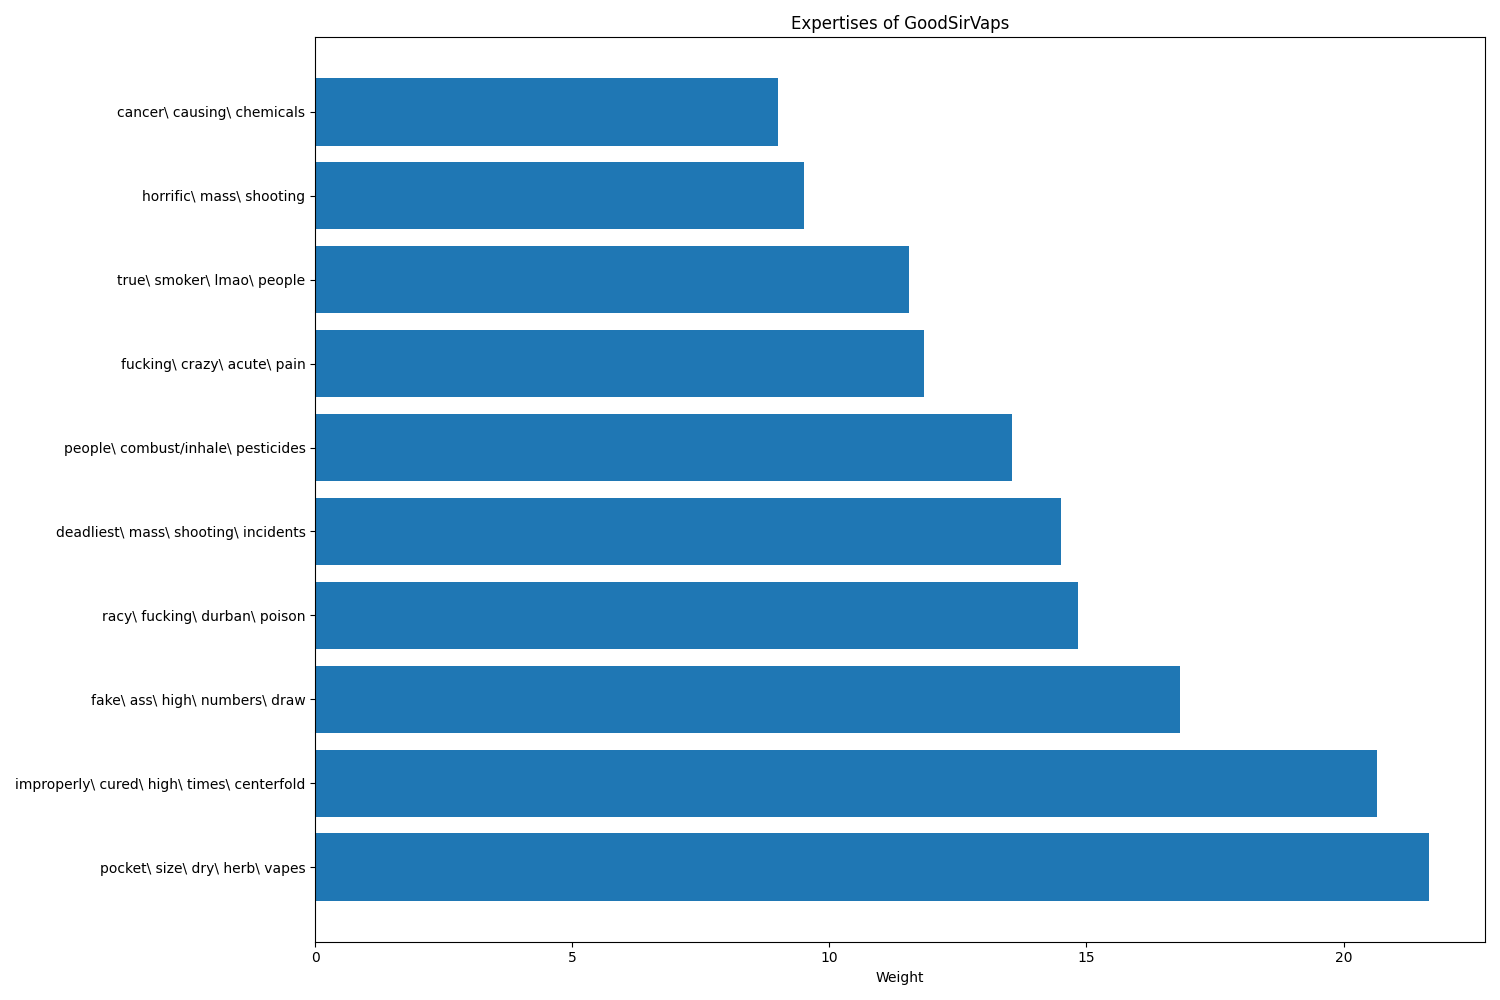 Expertises of GoodSirVaps
cancer\ causing\ chemicals
horrific\ mass\ shooting
true\ smoker\ lmao\ people
fucking\ crazy\ acute\ pain
people\ combust/inhale\ pesticides
deadliest\ mass\ shooting\ incidents
racy\ fucking\ durban\ poison
fake\ ass\ high\ numbers\ draw
improperly\ cured\ high\ times\ centerfold
pocket\ size\ dry\ herb\ vapes
0 5 10 15 20
Weight